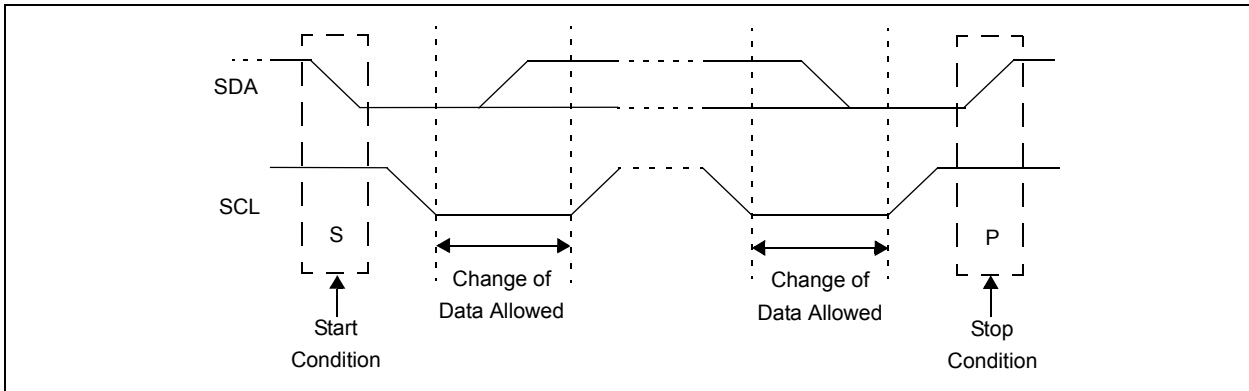 SDA
SCL
S
P
Change of
Data Allowed
Change of
Data Allowed
Start
Condition
Stop
Condition